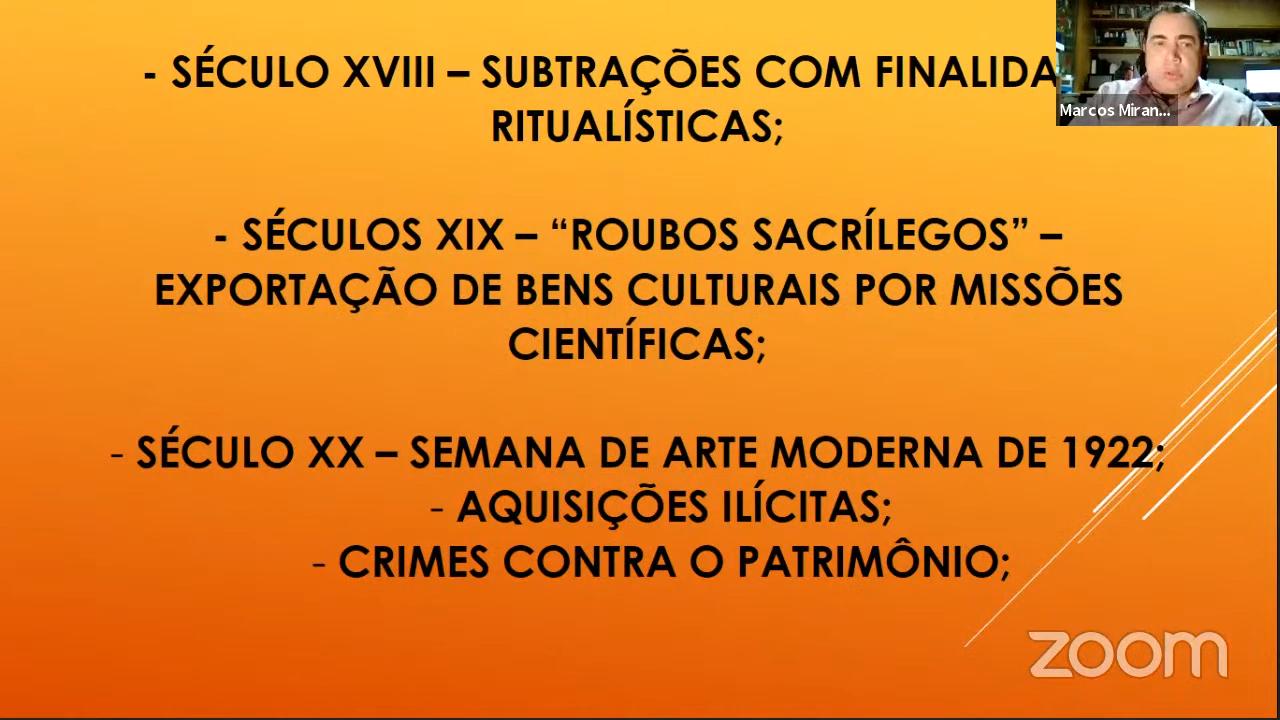 - SÉCULO XVIII – SUBTRAÇÕES COM FINALIDA
RITUALÍSTICAS;
- SÉCULOS XIX – “ROUBOS SACRÍLEGOS” –
EXPORTAÇÃO DE BENS CULTURAIS POR MISSÕES
CIENTÍFICAS;
- SÉCULO XX – SEMANA DE ARTE MODERNA DE 1922;
- AQUISIÇÕES ILÍCITAS;
- CRIMES CONTRA O PATRIMÔNIO;
Marcos Miran...
zoom